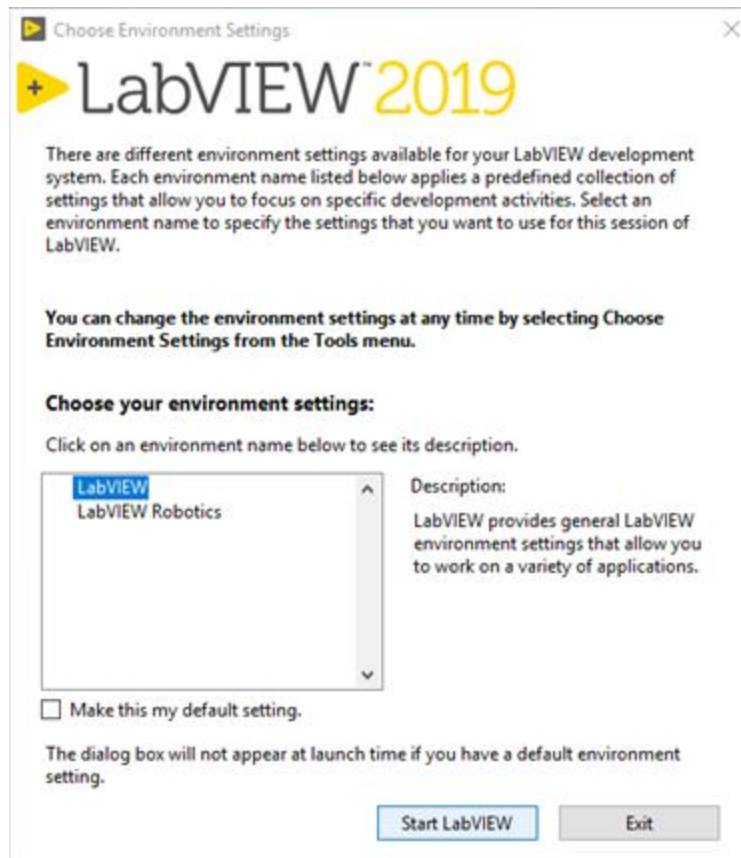 Choose Environment Settings
LabVIEW™ 2019
There are different environment settings available for your LabVIEW development
system. Each environment name listed below applies a predefined collection of
settings that allow you to focus on specific development activities. Select an
environment name to specify the settings that you want to use for this session of
LabVIEW.
You can change the environment settings at any time by selecting Choose
Environment Settings from the Tools menu.
Choose your environment settings:
Click on an environment name below to see its description.
LabVIEW
LabVIEW Robotics
Description:
LabVIEW provides general LabVIEW
environment settings that allow you
to work on a variety of applications.
Make this my default setting.
The dialog box will not appear at launch time if you have a default environment
setting.
Start LabVIEW
Exit